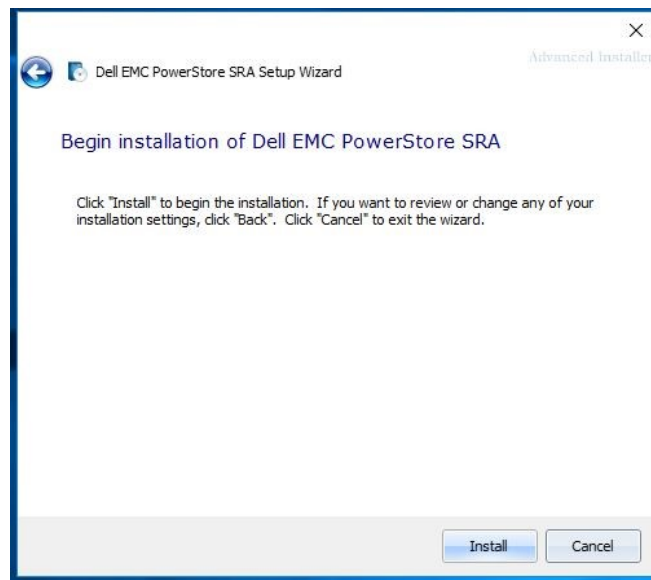 Advanced Installer
Dell EMC PowerStore SRA Setup Wizard
Begin installation of Dell EMC PowerStore SRA
Click "Install" to begin the installation. If you want to review or change any of your
installation settings, click "Back". Click "Cancel" to exit the wizard.
Install
Cancel